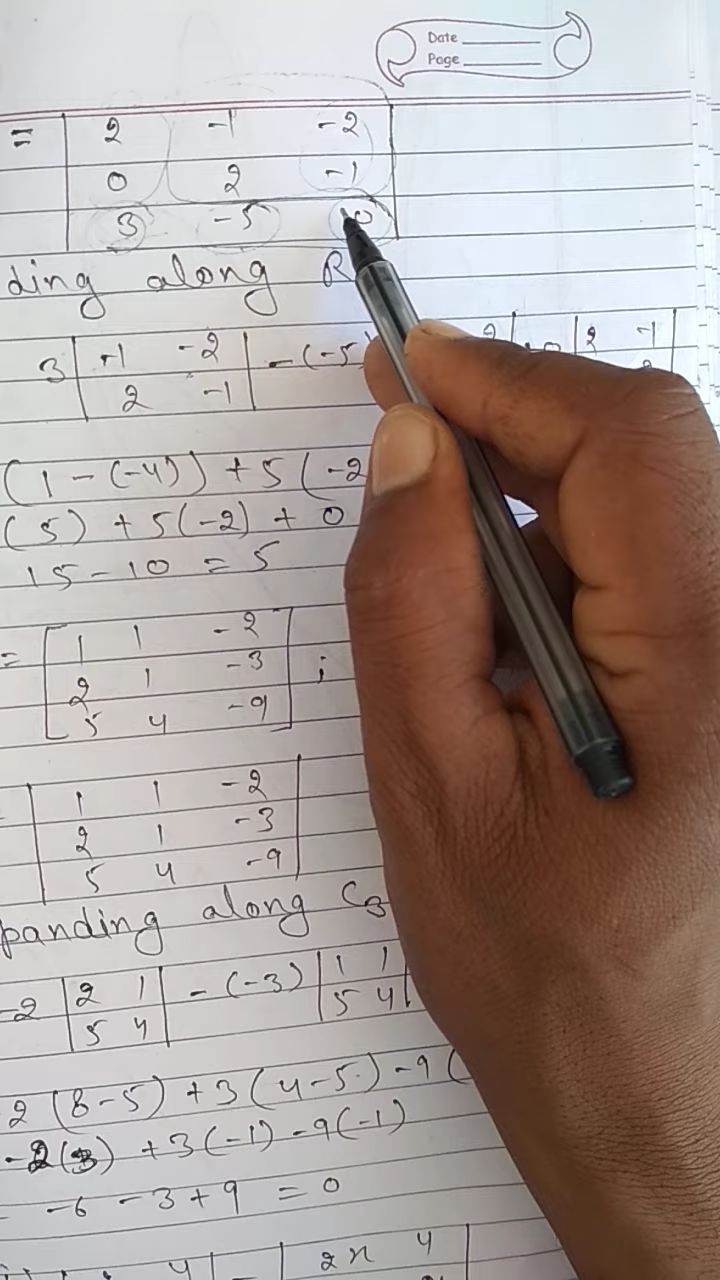 Date
Page
= | 2 -1 -2 |
| 0 2 -1 |
| 3 -5 0 |
ding along R
3 | -1 -2 | - (-5) 2 | 2 -1 |
| 2 -1 |
(1 - (-4)) + 5 (-2
(5) + 5(-2) + 0
15 - 10 = 5
= [ 1 1 -2 ] ;
[ 2 1 -3 ]
[ 5 4 -9 ]
| 1 1 -2 |
| 2 1 -3 |
| 5 4 -9 |
panding along C3
-2 | 2 1 | - (-3) | 1 1 |
| 5 4 | | 5 4 |
2 (8-5) + 3 (4-5) - 9 (
-2(3) + 3(-1) - 9(-1)
-6 - 3 + 9 = 0
4 | - | 2x 4